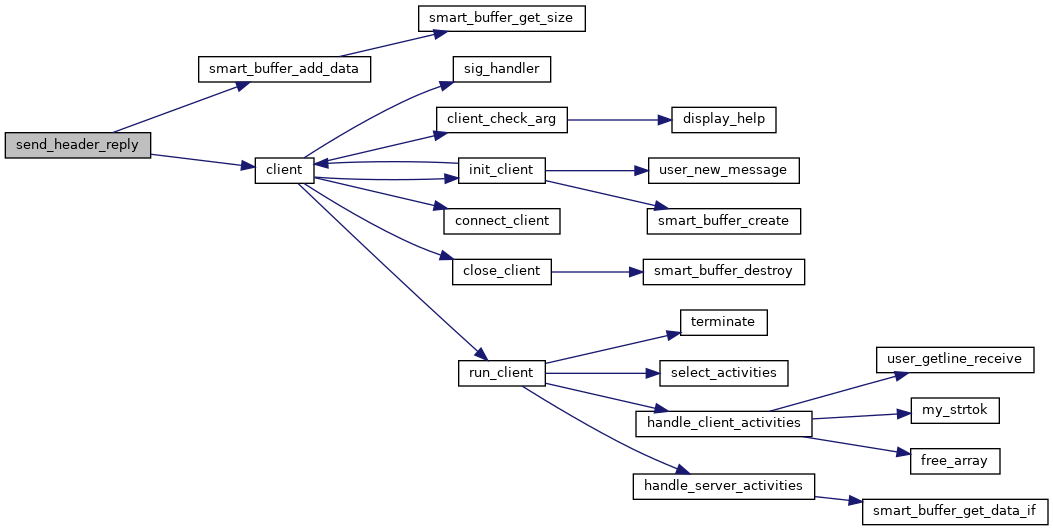 smart_buffer_get_size
smart_buffer_add_data
sig_handler
client_check_arg
display_help
send_header_reply
client
init_client
user_new_message
connect_client
smart_buffer_create
close_client
smart_buffer_destroy
terminate
run_client
select_activities
user_getline_receive
handle_client_activities
my_strtok
free_array
handle_server_activities
smart_buffer_get_data_if